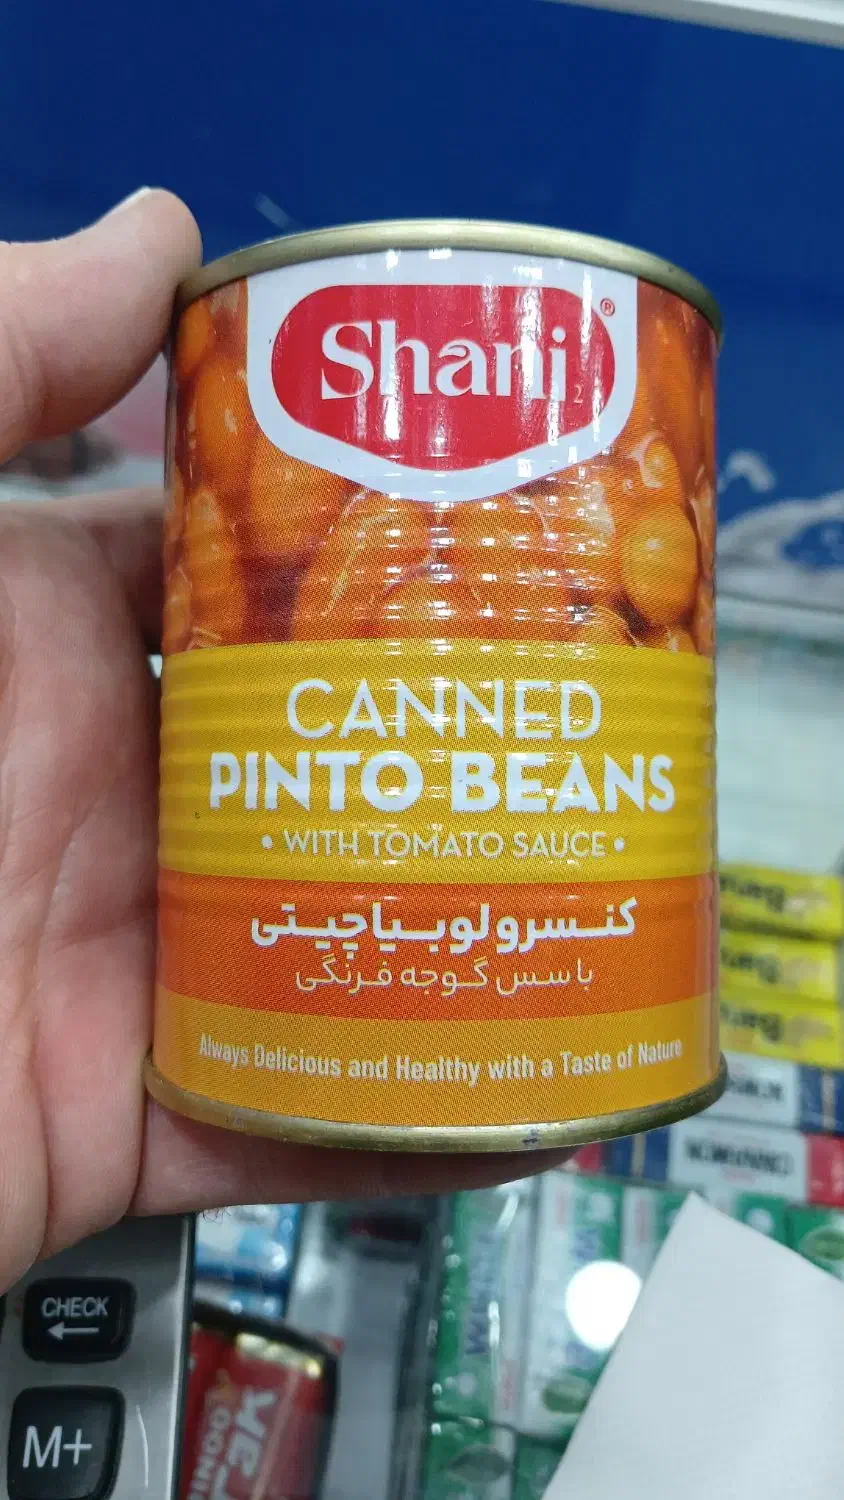 Shani®
2
CANNED
PINTO BEANS
• WITH TOMATO SAUCE •
کنسرو لوبیا چیتی
با سس گوجه فرنگی
Always Delicious and Healthy with a Taste of Nature
CHECK
M+